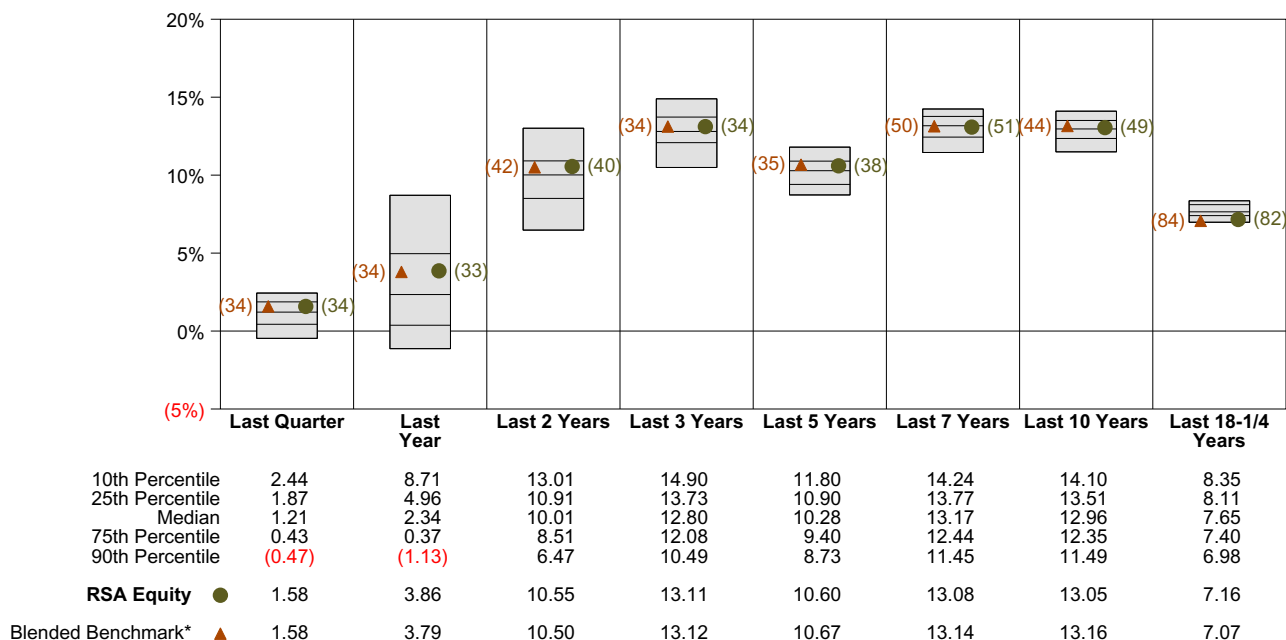 20%
15%
10%
5%
0%
(5%)
(34) (34)
(34) (33)
(42) (40)
(34) (34)
(35) (38)
(50) (51)
(44) (49)
(84) (82)
Last Quarter Last Year Last 2 Years Last 3 Years Last 5 Years Last 7 Years Last 10 Years Last 18-1/4 Years
10th Percentile 2.44 8.71 13.01 14.90 11.80 14.24 14.10 8.35
25th Percentile 1.87 4.96 10.91 13.73 10.90 13.77 13.51 8.11
Median 1.21 2.34 10.01 12.80 10.28 13.17 12.96 7.65
75th Percentile 0.43 0.37 8.51 12.08 9.40 12.44 12.35 7.40
90th Percentile (0.47) (1.13) 6.47 10.49 8.73 11.45 11.49 6.98
RSA Equity 1.58 3.86 10.55 13.11 10.60 13.08 13.05 7.16
Blended Benchmark* 1.58 3.79 10.50 13.12 10.67 13.14 13.16 7.07